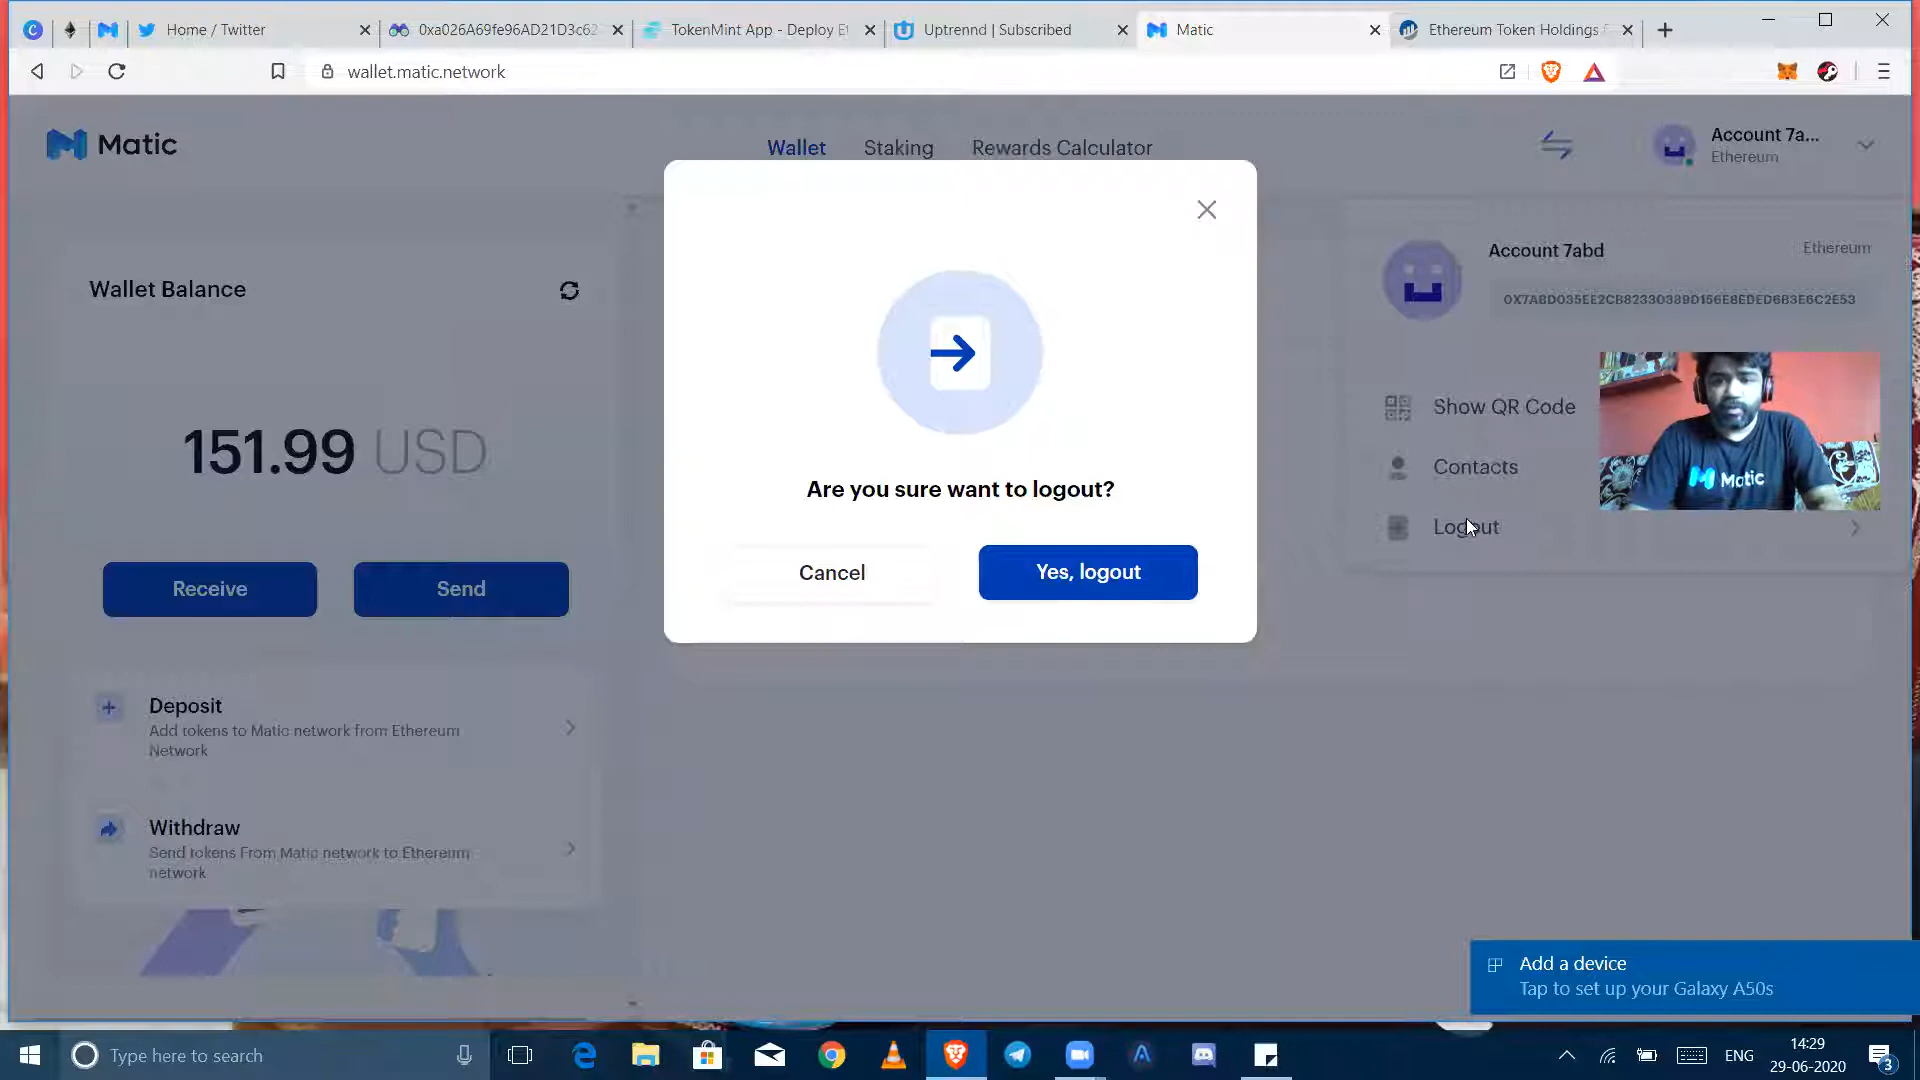 Home / Twitter
0xa026A69fe96AD21D3c62
TokenMint App - Deploy Et
Uptrennd | Subscribed
Matic
Ethereum Token Holdings
wallet.matic.network
Matic
Wallet
Staking
Rewards Calculator
Account 7a...
Ethereum
Wallet Balance
151.99 USD
Receive
Send
Deposit
Add tokens to Matic network from Ethereum
Network
Withdraw
Send tokens From Matic network to Ethereum
network
Are you sure want to logout?
Cancel
Yes, logout
Account 7abd
Ethereum
Show QR Code
Contacts
Logout
Matic
Add a device
Tap to set up your Galaxy A50s
Type here to search
ENG
14:29
29-06-2020
3